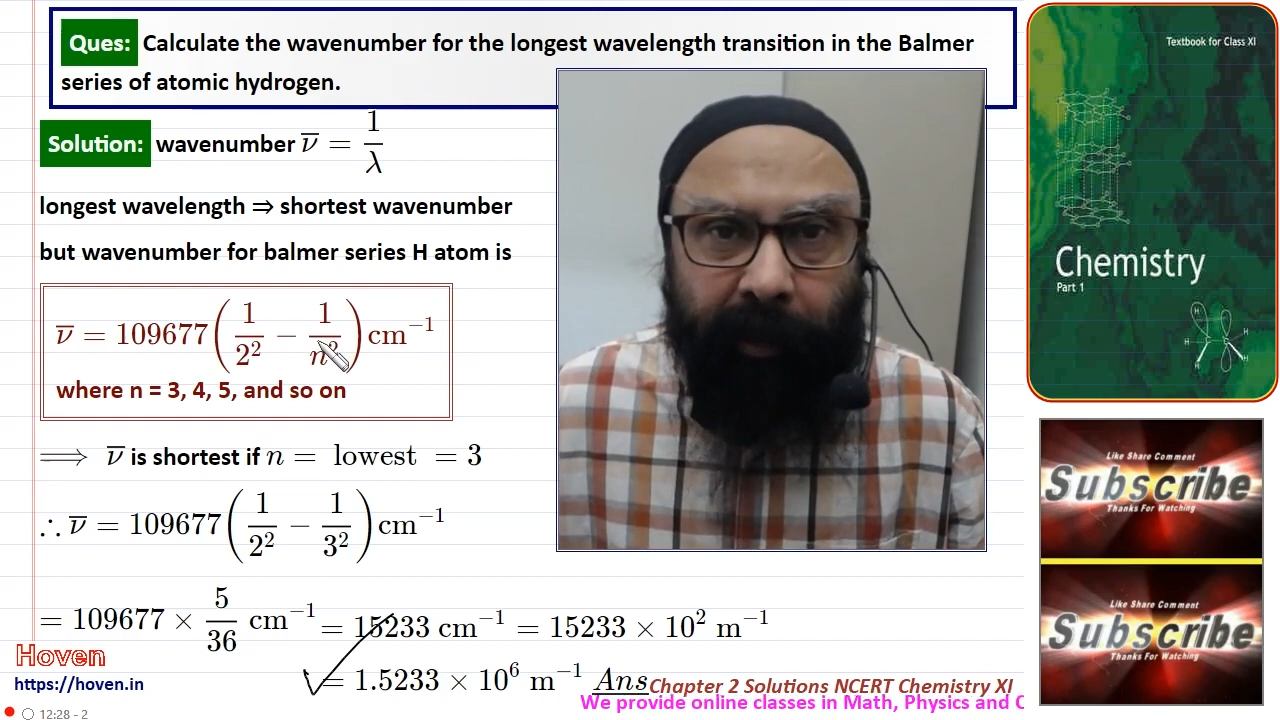 Ques: Calculate the wavenumber for the longest wavelength transition in the Balmer
series of atomic hydrogen.
Solution: wavenumber ν̅ = 1/λ
longest wavelength ⇒ shortest wavenumber
but wavenumber for balmer series H atom is
ν̅ = 109677(1/2² − 1/n²) cm⁻¹
where n = 3, 4, 5, and so on
⟹ ν̅ is shortest if n = lowest = 3
∴ ν̅ = 109677(1/2² − 1/3²) cm⁻¹
= 109677 × 5/36 cm⁻¹ = 15233 cm⁻¹ = 15233 × 10² m⁻¹
= 1.5233 × 10⁶ m⁻¹ Ans
Hoven
https://hoven.in
Chapter 2 Solutions NCERT Chemistry XI
We provide online classes in Math, Physics and C
12:28 - 2
Textbook for Class XI
Chemistry
Part 1
H
H
H
C
C
H
H
Like Share Comment
Subscribe
Thanks For Watching
Like Share Comment
Subscribe
Thanks For Watching